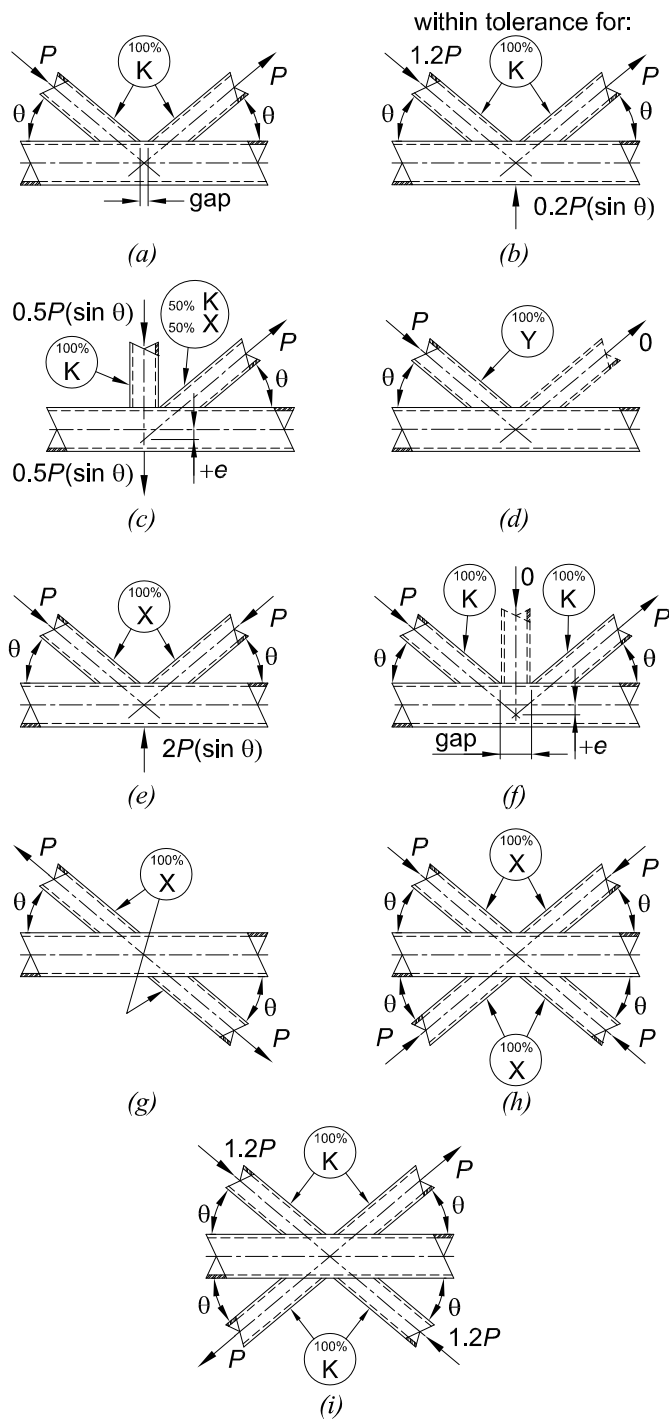 within tolerance for:
P
100%
K
P
θ
θ
gap
(a)
1.2P
100%
K
P
θ
θ
0.2P(sin θ)
(b)
0.5P(sin θ)
50% K
50% X
100%
K
P
θ
0.5P(sin θ)
+e
(c)
P
100%
Y
0
θ
(d)
P
100%
X
P
θ
θ
2P(sin θ)
(e)
P
100%
K
0
100%
K
P
θ
θ
gap
+e
(f)
P
100%
X
θ
θ
P
(g)
P
100%
X
P
θ
θ
θ
θ
P
100%
X
P
(h)
1.2P
100%
K
P
θ
θ
θ
θ
P
100%
K
1.2P
(i)